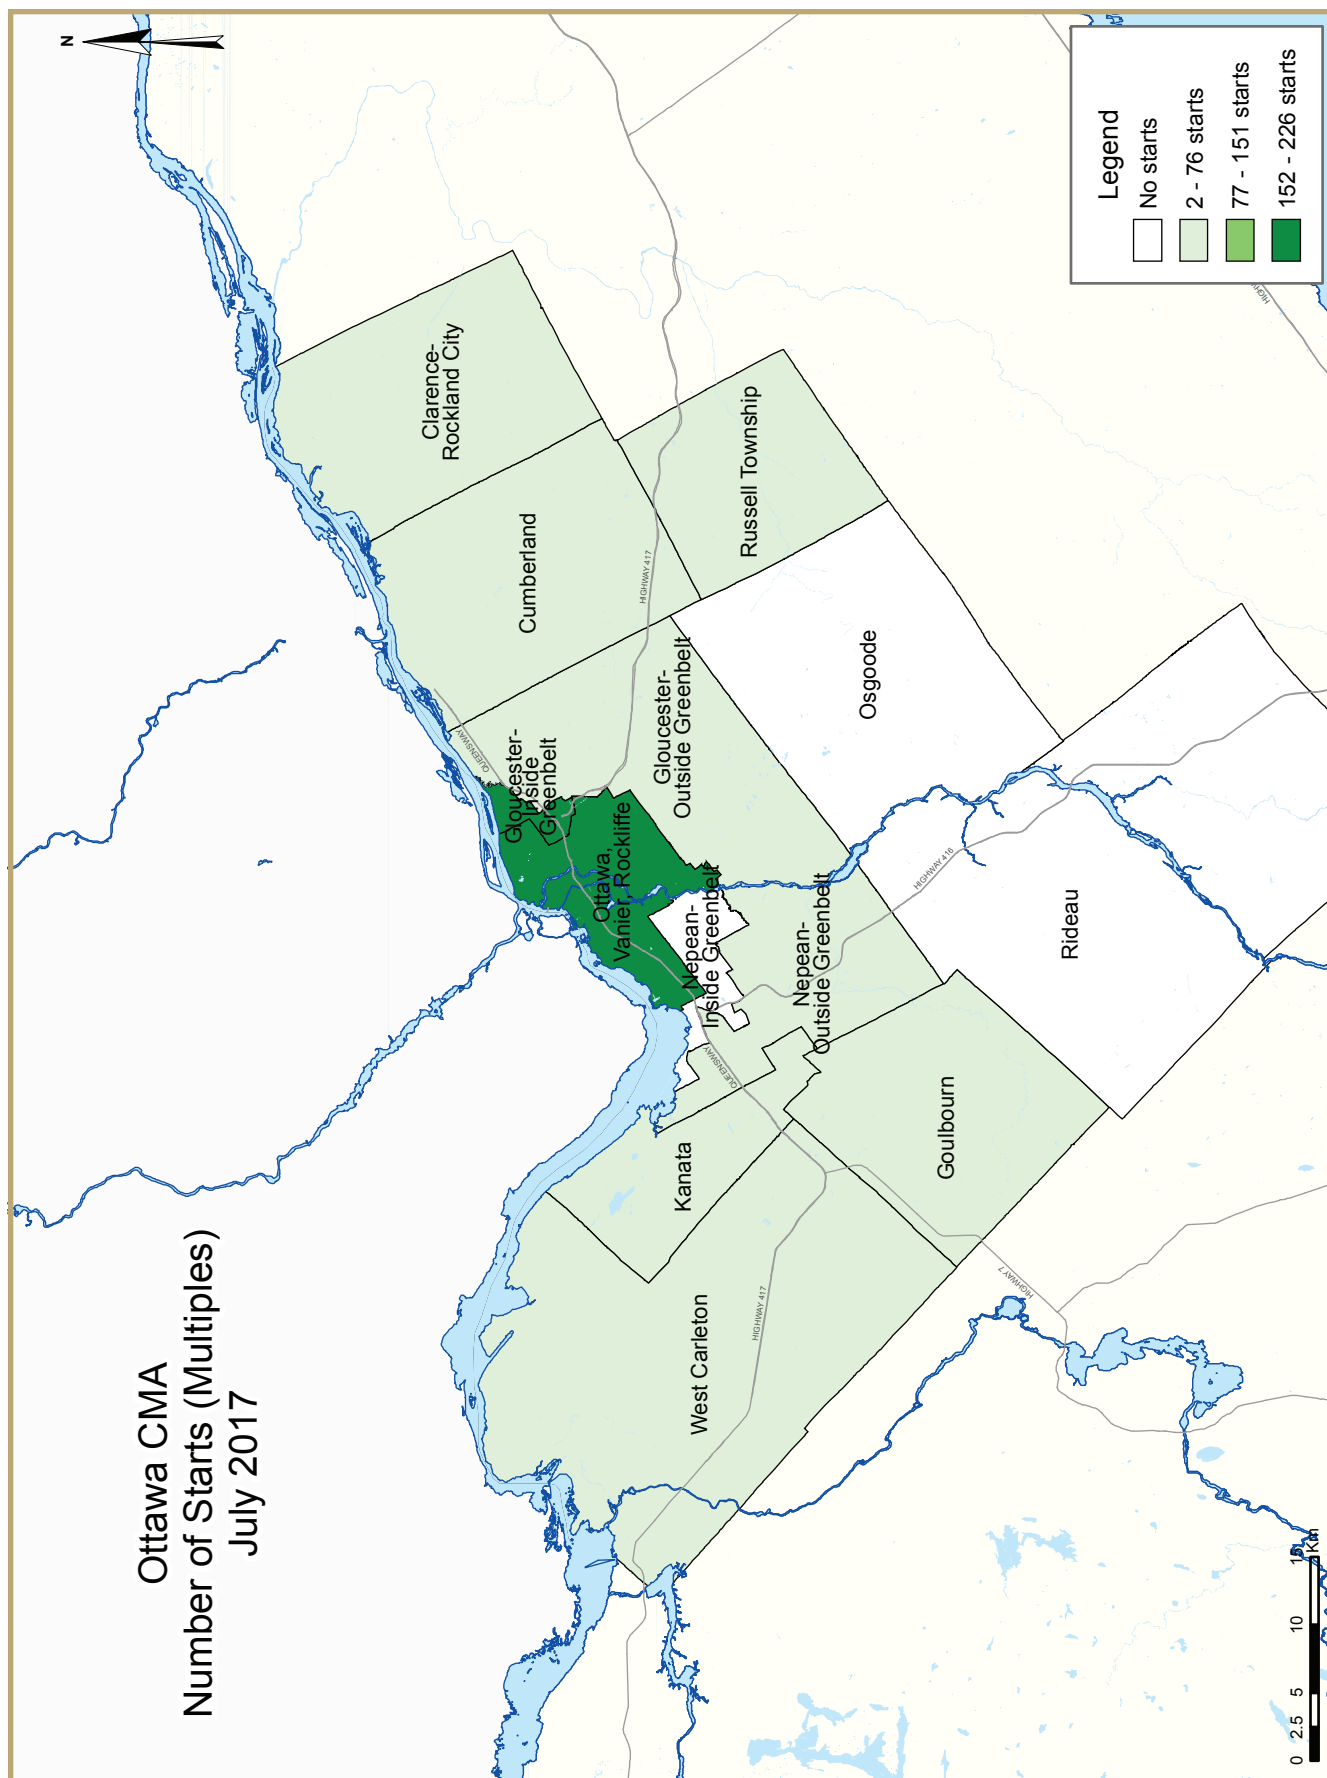 Ottawa CMA
Number of Starts (Multiples)
July 2017
N
Clarence-
Rockland City
Cumberland
Russell Township
Osgoode
Gloucester-
Inside
Greenbelt
Gloucester-
Outside Greenbelt
Ottawa,
Vanier, Rockliffe
Nepean-
Inside Greenbelt
Nepean-
Outside Greenbelt
Rideau
Kanata
Goulbourn
West Carleton
QUEENSWAY
HIGHWAY 417
HIGHWAY 416
QUEENSWAY
HIGHWAY 417
HIGHWAY 7
Legend
No starts
2 - 76 starts
77 - 151 starts
152 - 226 starts
0 2.5 5 10 15
Km